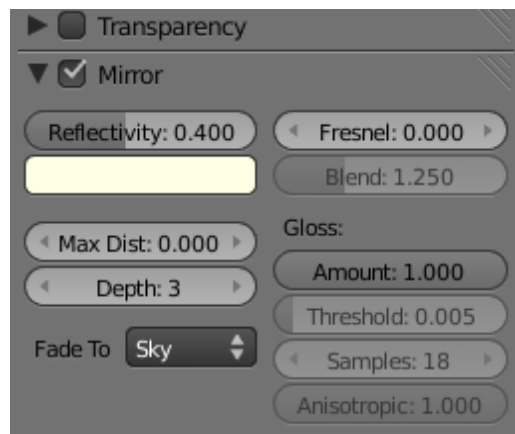 Transparency
Mirror
Reflectivity: 0.400
Fresnel: 0.000
Blend: 1.250
Max Dist: 0.000
Depth: 3
Fade To Sky
Gloss:
Amount: 1.000
Threshold: 0.005
Samples: 18
Anisotropic: 1.000